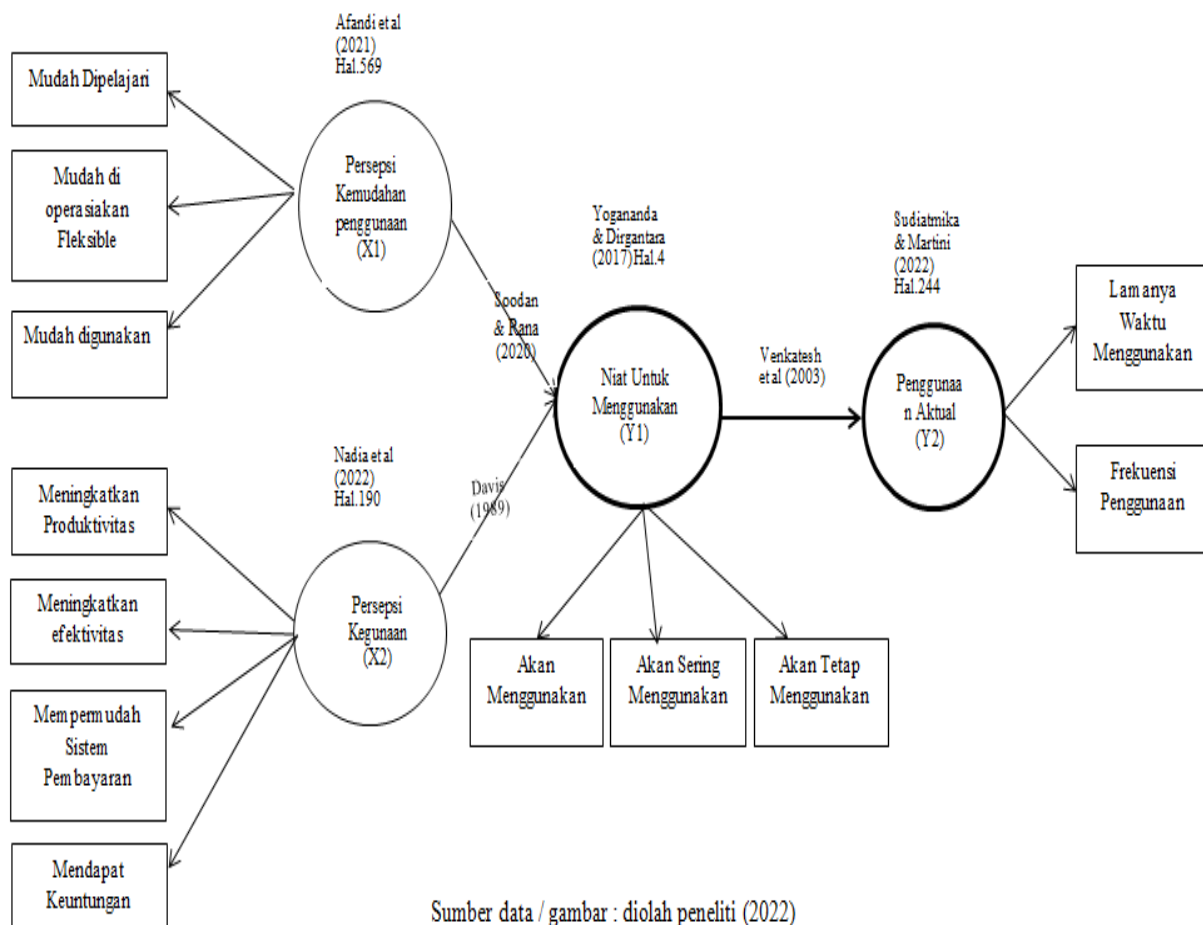 Afandi et al
(2021)
Hal.569
Mudah Dipelajari
Mudah di
operasiakan
Fleksible
Mudah digunakan
Persepsi
Kemudahan
penggunaan
(X1)
Soodan
& Rana
(2020)
Yogananda
& Dirgantara
(2017)Hal.4
Niat Untuk
Menggunakan
(Y1)
Venkatesh
et al (2003)
Sudiatmika
& Martini
(2022)
Hal.244
Penggunaa
n Aktual
(Y2)
Lamanya
Waktu
Menggunakan
Frekuensi
Penggunaan
Nadia et al
(2022)
Hal.190
Davis
(1989)
Meningkatkan
Produktivitas
Meningkatkan
efektivitas
Mempermudah
Sistem
Pembayaran
Mendapat
Keuntungan
Persepsi
Kegunaan
(X2)
Akan
Menggunakan
Akan Sering
Menggunakan
Akan Tetap
Menggunakan
Sumber data / gambar : diolah peneliti (2022)